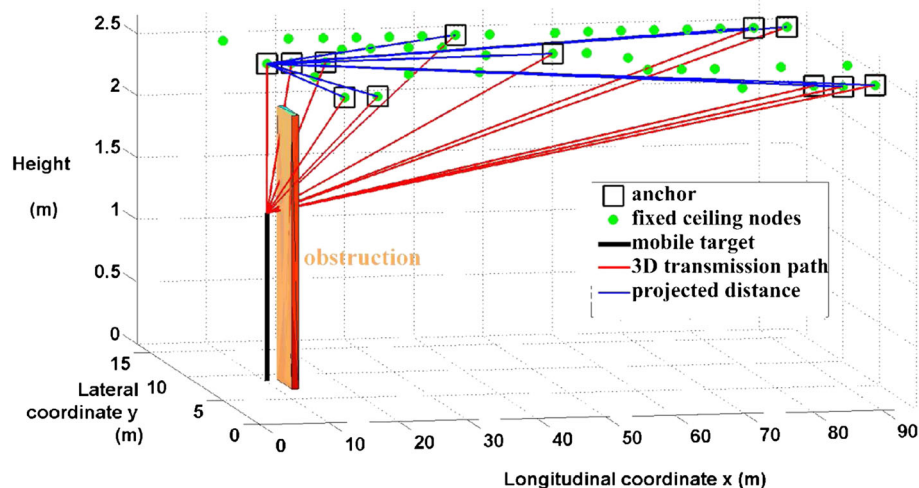 2.5
2
1.5
1
0.5
0
Height
(m)
15
10
5
0
Lateral
coordinate y
(m)
0
10
20
30
40
50
60
70
80
90
Longitudinal coordinate x (m)
obstruction
anchor
fixed ceiling nodes
mobile target
3D transmission path
projected distance